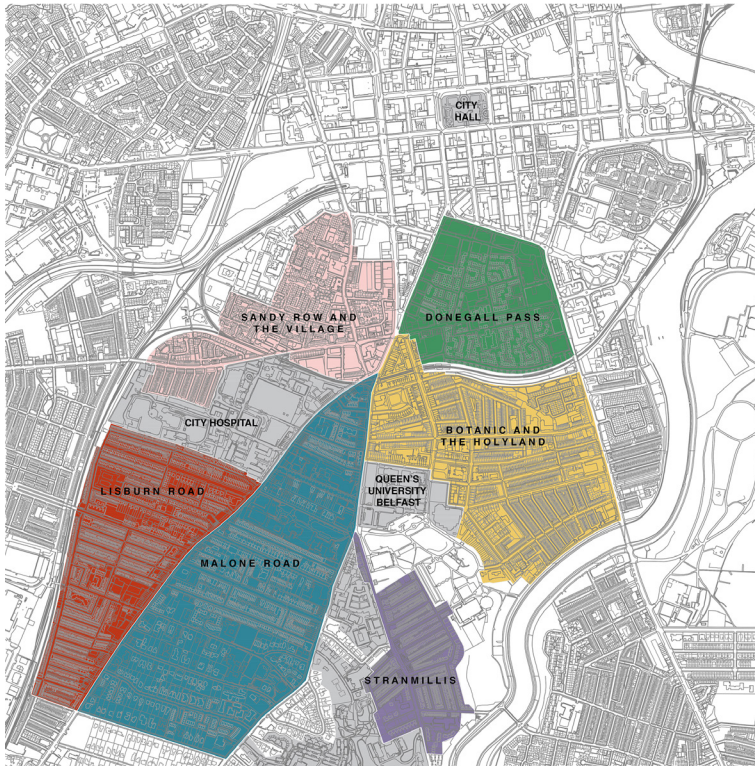 CITY
HALL
SANDY ROW AND
THE VILLAGE
DONEGALL PASS
CITY HOSPITAL
BOTANIC AND
THE HOLYLAND
LISBURN ROAD
QUEEN'S
UNIVERSITY
BELFAST
MALONE ROAD
STRANMILLIS